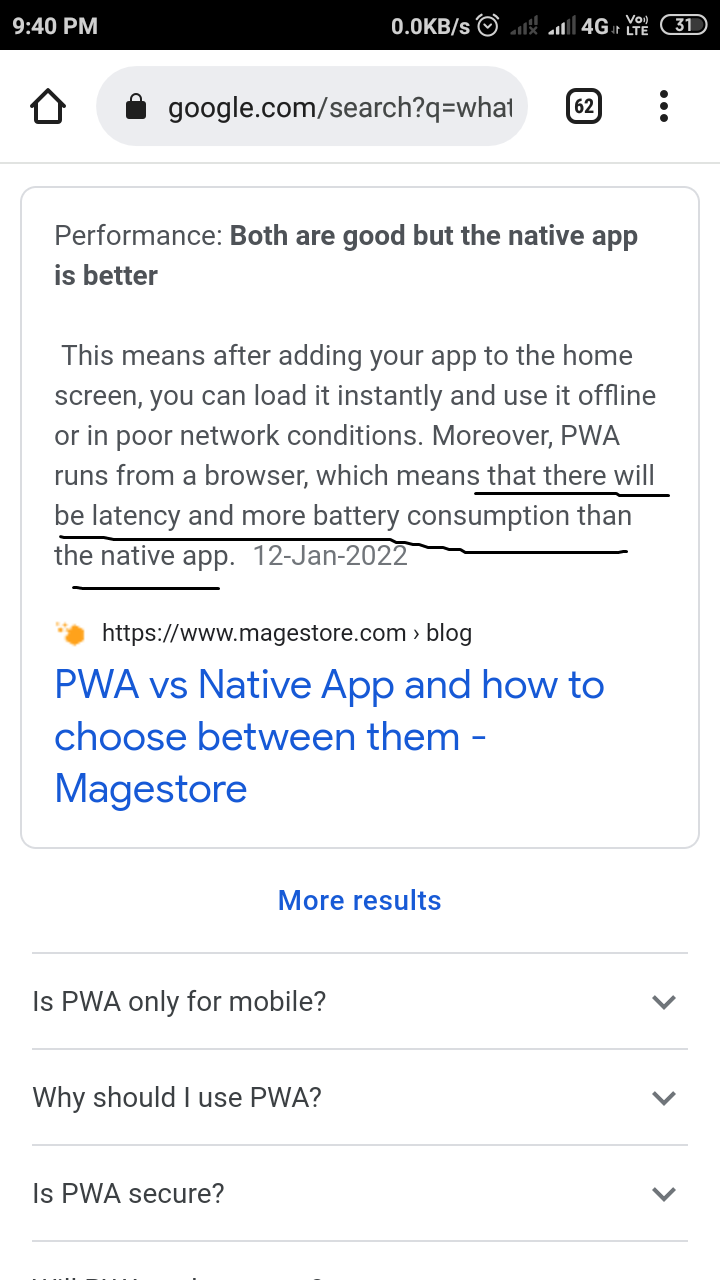 9:40 PM 0.0KB/s 4G Vo) LTE 31
google.com/search?q=what
62
Performance: Both are good but the native app
is better
This means after adding your app to the home
screen, you can load it instantly and use it offline
or in poor network conditions. Moreover, PWA
runs from a browser, which means that there will
be latency and more battery consumption than
the native app. 12-Jan-2022
https://www.magestore.com › blog
PWA vs Native App and how to
choose between them -
Magestore
More results
Is PWA only for mobile?
Why should I use PWA?
Is PWA secure?